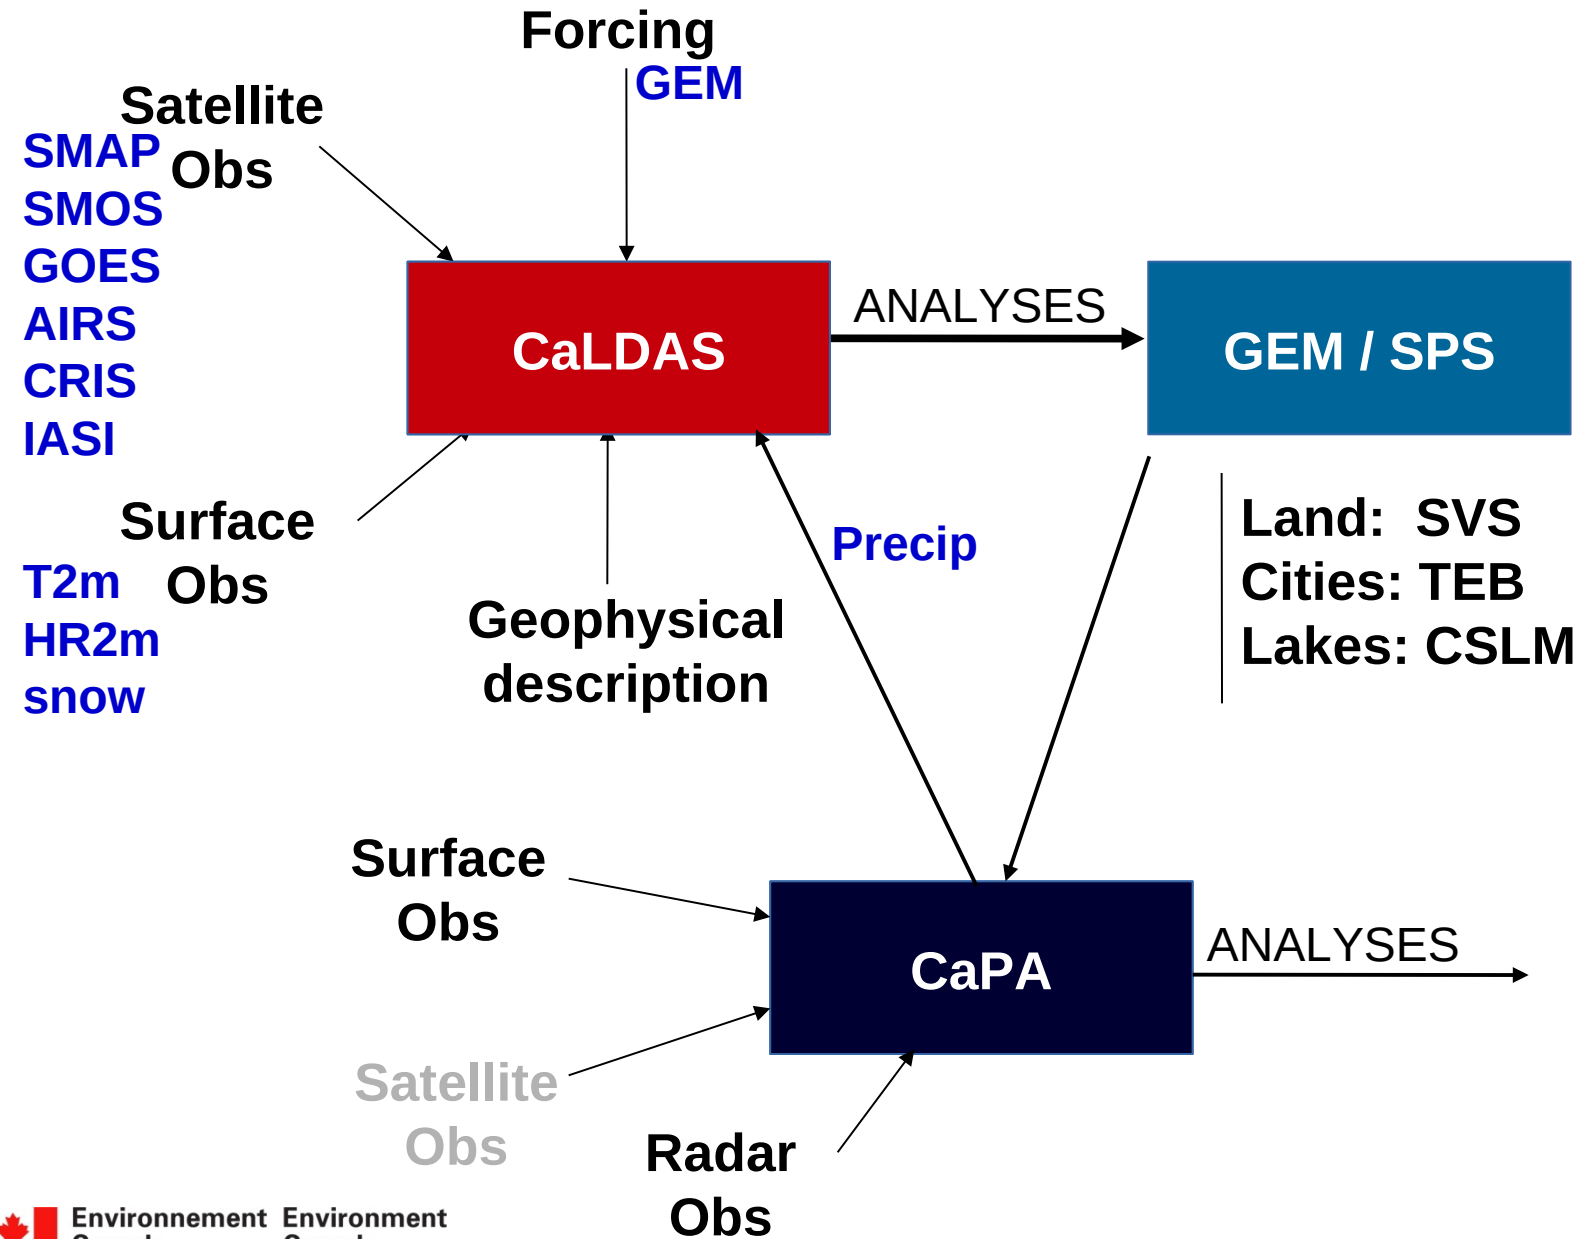 Forcing
GEM
Satellite
Obs
SMAP
SMOS
GOES
AIRS
CRIS
IASI
CaLDAS
ANALYSES
GEM / SPS
Surface
Obs
T2m
HR2m
snow
Geophysical
description
Precip
Land: SVS
Cities: TEB
Lakes: CSLM
Surface
Obs
CaPA
ANALYSES
Satellite
Obs
Radar
Obs
Environnement Environment